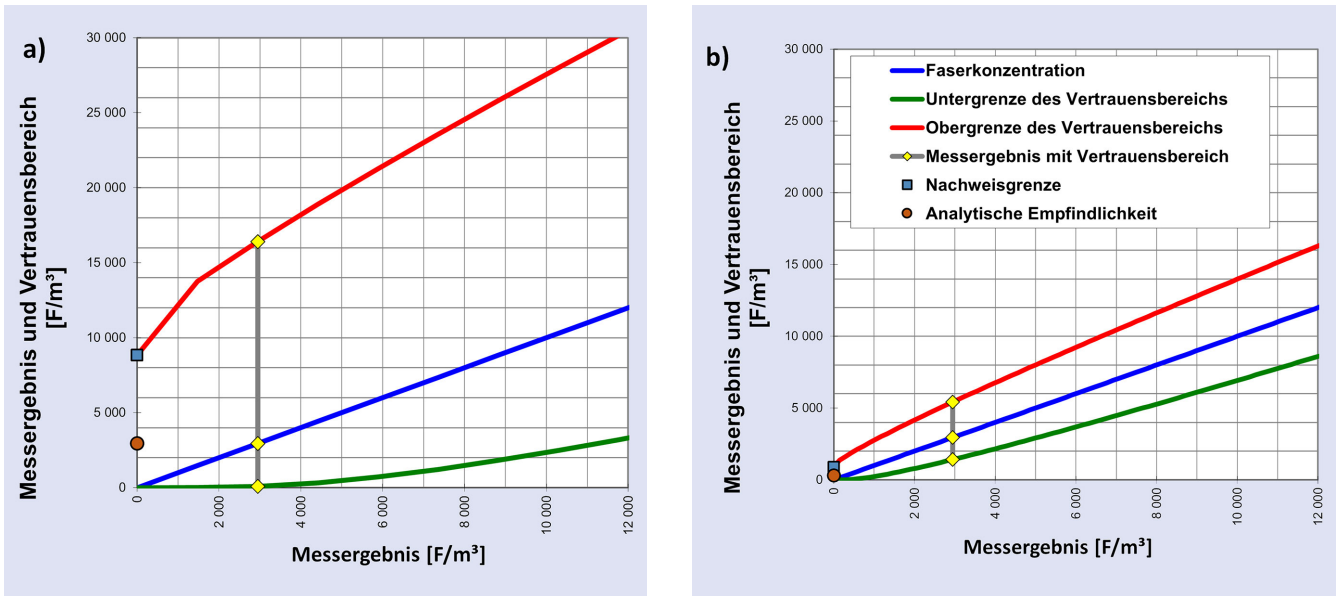 a)
Messergebnis und Vertrauensbereich
[F/m³]
30 000
25 000
20 000
15 000
10 000
5 000
0
0
2 000
4 000
6 000
8 000
10 000
12 000
Messergebnis [F/m³]
b)
Messergebnis und Vertrauensbereich
[F/m³]
30 000
25 000
20 000
15 000
10 000
5 000
0
Faserkonzentration
Untergrenze des Vertrauensbereichs
Obergrenze des Vertrauensbereichs
Messergebnis mit Vertrauensbereich
Nachweisgrenze
Analytische Empfindlichkeit
0
2 000
4 000
6 000
8 000
10 000
12 000
Messergebnis [F/m³]